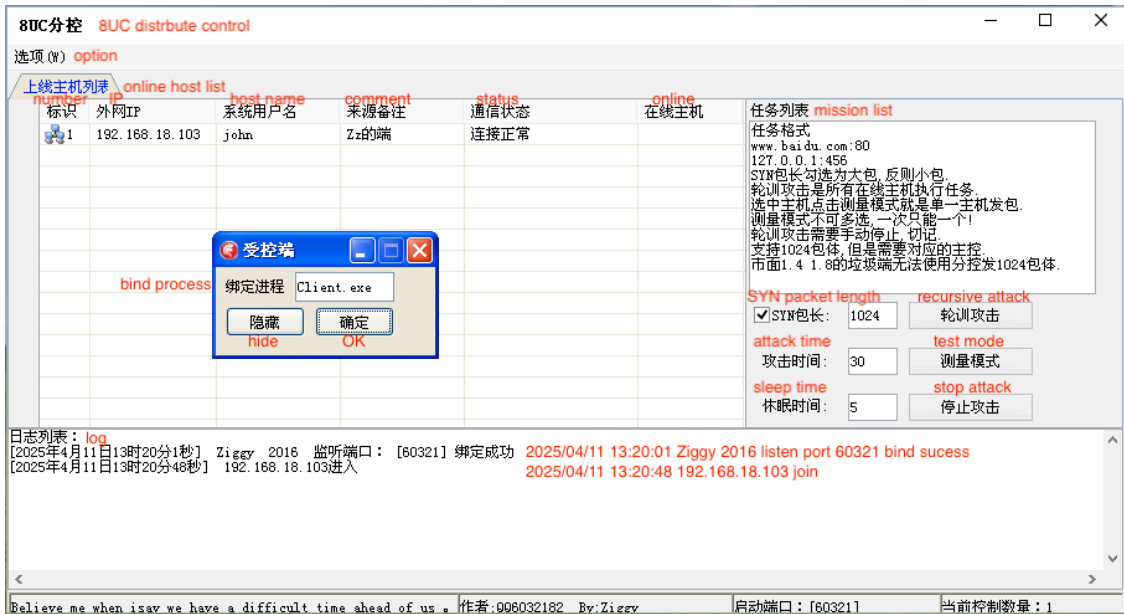 8UC分控 8UC distrbute control
选项(W) option
上线主机列表 online host list
number IP host name comment status online
标识 外网IP 系统用户名 来源备注 通信状态 在线主机
1 192.168.18.103 john Zz的端 连接正常
任务列表 mission list
任务格式
www.baidu.com:80
127.0.0.1:456
SYN包长勾选为大包,反则小包.
轮训攻击是所有在线主机执行任务.
选中主机点击测量模式就是单一主机发包.
测量模式不可多选,一次只能一个!
轮训攻击需要手动停止,切记.
支持1024包体,但是需要对应的主控.
市面1.4 1.8的垃圾端无法使用分控发1024包体.
受控端
bind process 绑定进程 Client.exe
隐藏 确定
hide OK
SYN packet length recursive attack
SYN包长: 1024 轮训攻击
attack time test mode
攻击时间: 30 测量模式
sleep time stop attack
休眠时间: 5 停止攻击
日志列表: log
[2025年4月11日13时20分1秒] Ziggy 2016 监听端口: [60321] 绑定成功 2025/04/11 13:20:01 Ziggy 2016 listen port 60321 bind sucess
[2025年4月11日13时20分48秒] 192.168.18.103进入 2025/04/11 13:20:48 192.168.18.103 join
Believe me when isay we have a difficult time ahead of us . 作者:QQ6032182 By:Ziggy 启动端口:[60321] 当前控制数量:1